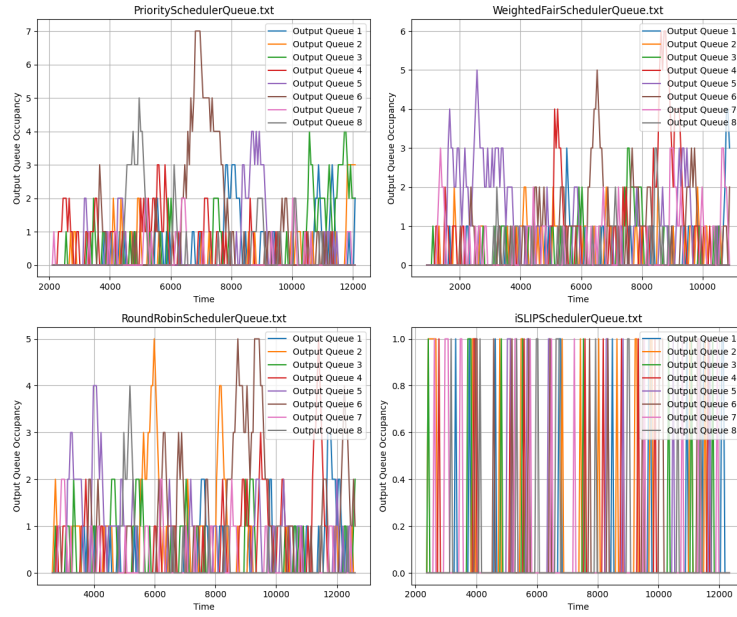 PrioritySchedulerQueue.txt
7
6
5
4
3
2
1
0
Output Queue Occupancy
Output Queue 1
Output Queue 2
Output Queue 3
Output Queue 4
Output Queue 5
Output Queue 6
Output Queue 7
Output Queue 8
2000 4000 6000 8000 10000 12000
Time
WeightedFairSchedulerQueue.txt
6
5
4
3
2
1
0
Output Queue Occupancy
Output Queue 1
Output Queue 2
Output Queue 3
Output Queue 4
Output Queue 5
Output Queue 6
Output Queue 7
Output Queue 8
2000 4000 6000 8000 10000
Time
RoundRobinSchedulerQueue.txt
5
4
3
2
1
0
Output Queue Occupancy
Output Queue 1
Output Queue 2
Output Queue 3
Output Queue 4
Output Queue 5
Output Queue 6
Output Queue 7
Output Queue 8
4000 6000 8000 10000 12000
Time
iSLIPSchedulerQueue.txt
1.0
0.8
0.6
0.4
0.2
0.0
Output Queue Occupancy
Output Queue 1
Output Queue 2
Output Queue 3
Output Queue 4
Output Queue 5
Output Queue 6
Output Queue 7
Output Queue 8
2000 4000 6000 8000 10000 12000
Time